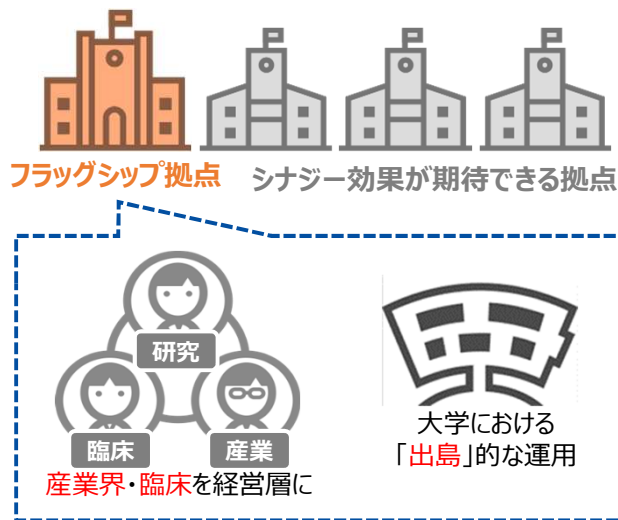 フラッグシップ拠点
シナジー効果が期待できる拠点
研究
臨床
産業
産業界・臨床を経営層に
大学における
「出島」的な運用